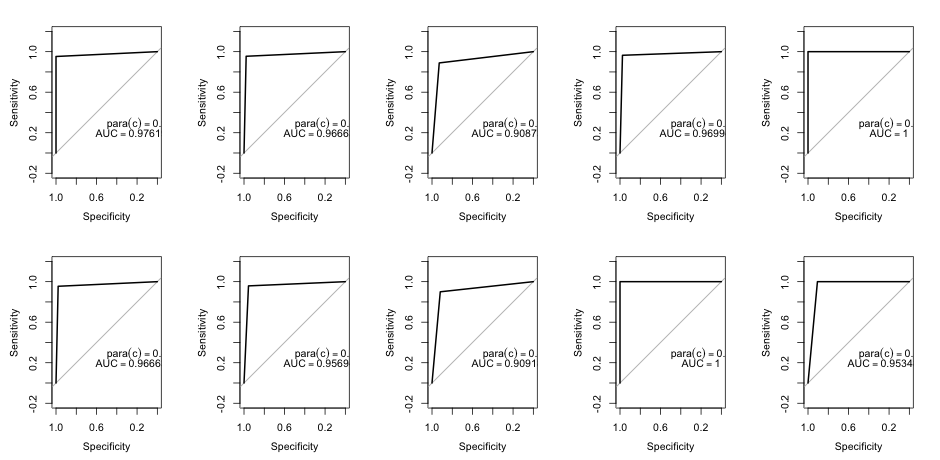 1.0
0.6
0.2
-0.2
Sensitivity
para(c) = 0.
AUC = 0.9761
1.0 0.6 0.2
Specificity
1.0
0.6
0.2
-0.2
Sensitivity
para(c) = 0.
AUC = 0.9666
1.0 0.6 0.2
Specificity
1.0
0.6
0.2
-0.2
Sensitivity
para(c) = 0.
AUC = 0.9087
1.0 0.6 0.2
Specificity
1.0
0.6
0.2
-0.2
Sensitivity
para(c) = 0.
AUC = 0.9699
1.0 0.6 0.2
Specificity
1.0
0.6
0.2
-0.2
Sensitivity
para(c) = 0.
AUC = 1
1.0 0.6 0.2
Specificity
1.0
0.6
0.2
-0.2
Sensitivity
para(c) = 0.
AUC = 0.9666
1.0 0.6 0.2
Specificity
1.0
0.6
0.2
-0.2
Sensitivity
para(c) = 0.
AUC = 0.9569
1.0 0.6 0.2
Specificity
1.0
0.6
0.2
-0.2
Sensitivity
para(c) = 0.
AUC = 0.9091
1.0 0.6 0.2
Specificity
1.0
0.6
0.2
-0.2
Sensitivity
para(c) = 0.
AUC = 1
1.0 0.6 0.2
Specificity
1.0
0.6
0.2
-0.2
Sensitivity
para(c) = 0.
AUC = 0.9534
1.0 0.6 0.2
Specificity